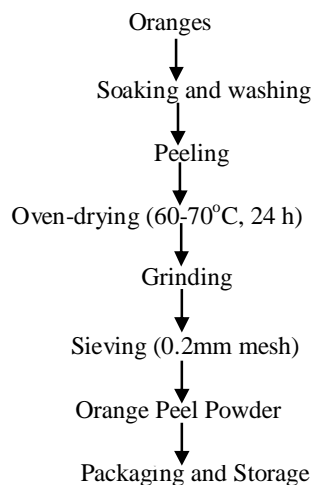 Oranges
Soaking and washing
Peeling
Oven-drying (60-70°C, 24 h)
Grinding
Sieving (0.2mm mesh)
Orange Peel Powder
Packaging and Storage